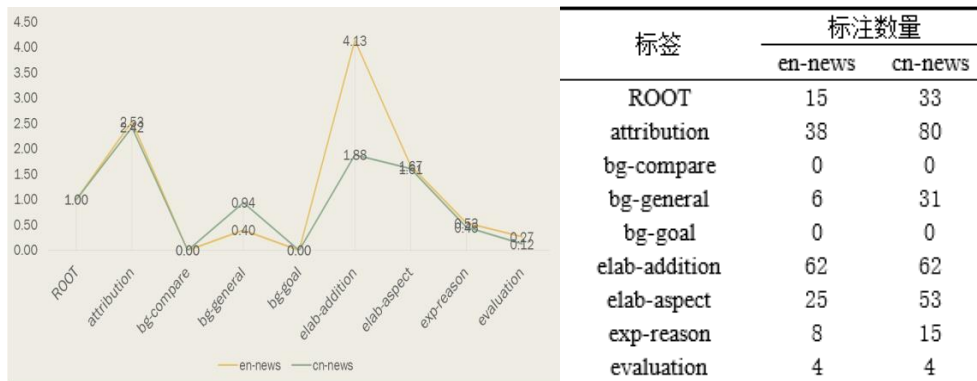 4.50
4.00
3.50
3.00
2.50
2.00
1.50
1.00
0.50
0.00
1.00
2.53
2.42
0.00
0.94
0.40
0.00
4.13
1.88
1.67
1.61
0.53
0.27
0.12
ROOT
attribution
bg-compare
bg-general
bg-goal
elab-addition
elab-aspect
exp-reason
evaluation
en-news cn-news
标签 标注数量
en-news cn-news
ROOT 15 33
attribution 38 80
bg-compare 0 0
bg-general 6 31
bg-goal 0 0
elab-addition 62 62
elab-aspect 25 53
exp-reason 8 15
evaluation 4 4